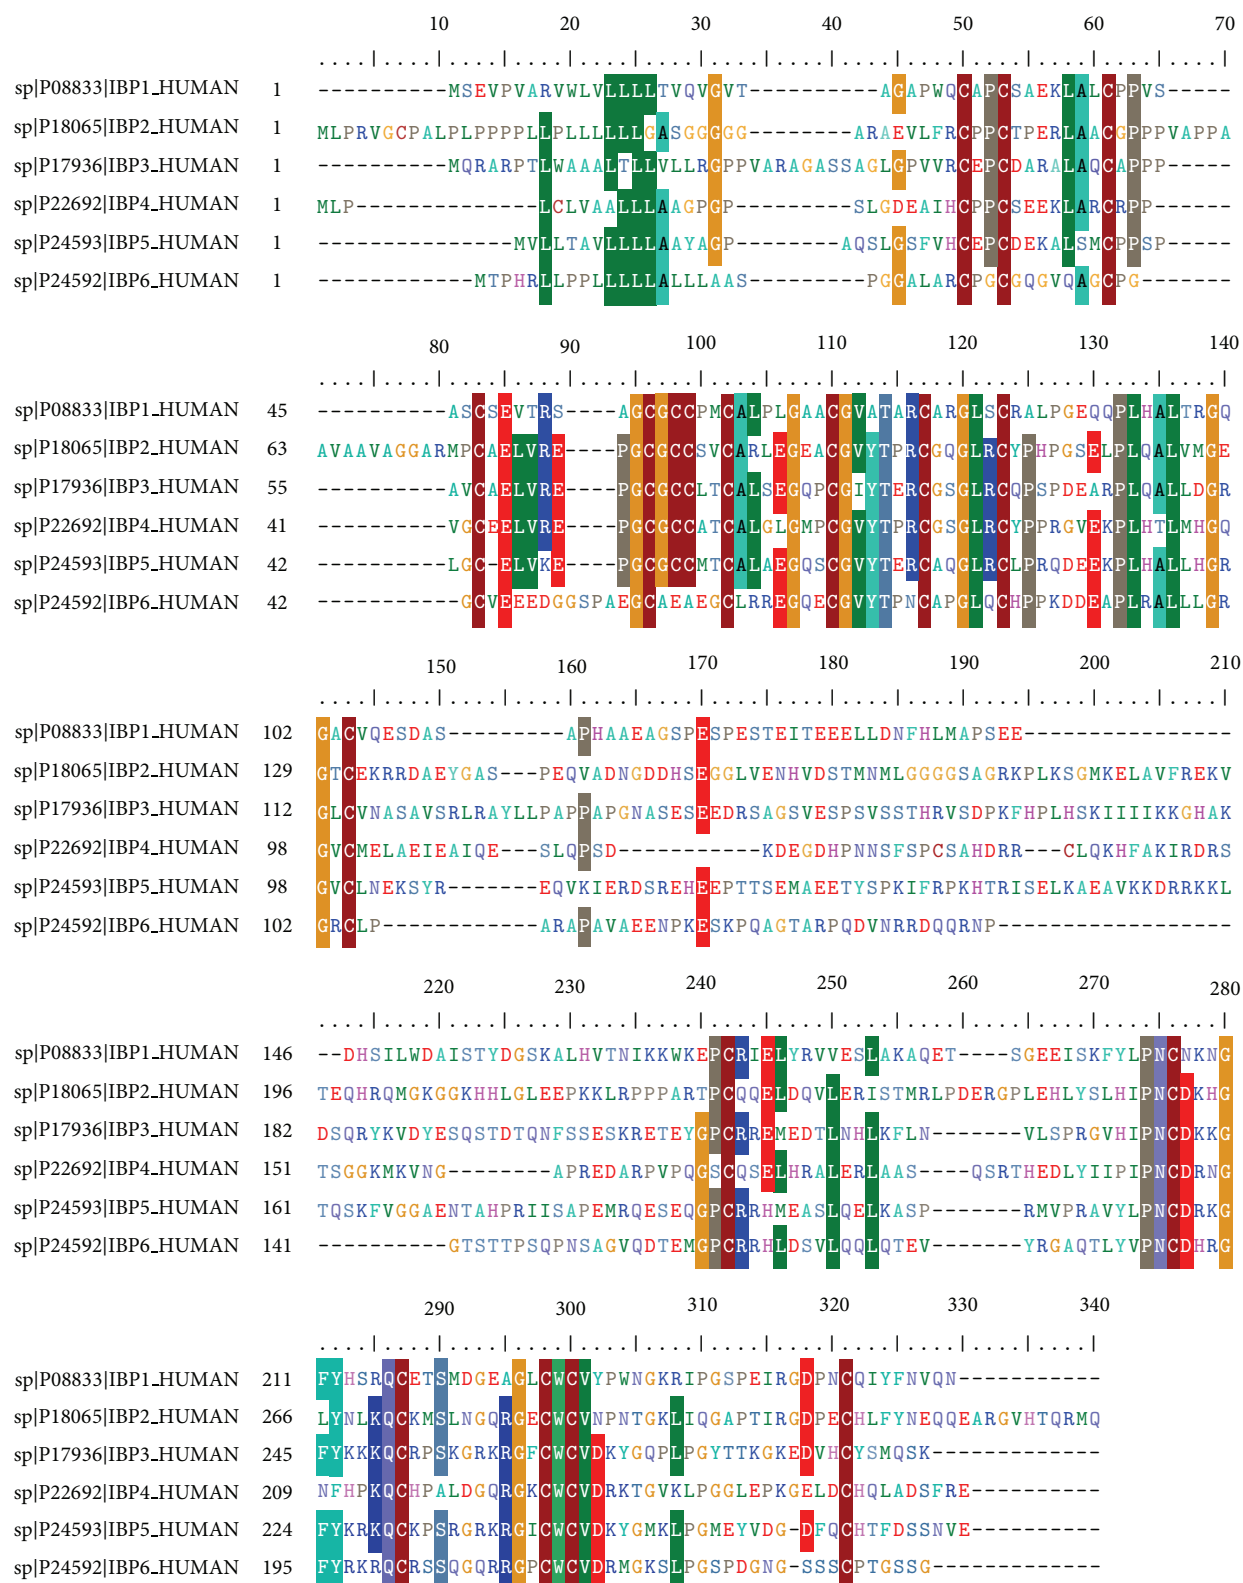 10 20 30 40 50 60 70
sp|P08833|IBP1_HUMAN 1 ----------MSEVPVARVWLVLLLLTVQVGVT----------AGAPWQCAPCSAEKLALCPPVS-----
sp|P18065|IBP2_HUMAN 1 MLPRVGCPALPLPPPPLLPLLLLLLGASGGGGG--------ARAEVLFRCPPCTPERLAACGPPPVAPPA
sp|P17936|IBP3_HUMAN 1 ----------MQRARPTLWAAALTLLVLLRGPPVARAGASSAGLGPVVRCEPCDARALAQCAPPP-----
sp|P22692|IBP4_HUMAN 1 MLP--------------LCLVAALLLAAGPGP---------SLGDEAIHCPPCSEEKLARCRPP------
sp|P24593|IBP5_HUMAN 1 ---------------MVLLTAVLLLLAAYAGP--------AQSLGSFVHCEPCDEKALSMCPPSP-----
sp|P24592|IBP6_HUMAN 1 ------------MTPHRLLPPLLLLLALLLAAS---------PGGALARCPGCGQGVQAGCPG-------
80 90 100 110 120 130 140
sp|P08833|IBP1_HUMAN 45 ----------ASCSEVTRS----AGCGCCPMCALPLGAACGVATARCARGLSCRALPGEQQPLHALTRGQ
sp|P18065|IBP2_HUMAN 63 AVAAVAGGARMPCAELVRE----PGCGCCSVCARLEGEACGVYTPRCGQGLRCYPHPGSELPLQALVMGE
sp|P17936|IBP3_HUMAN 55 ----------AVCAELVRE----PGCGCCLTCALSEGQPCGIYTERCGSGLRCQPSPDEARPLQALLDGR
sp|P22692|IBP4_HUMAN 41 ----------VGCEELVRE----PGCGCCATCALGLGMPCGVYTPRCGSGLRCYPPRGVEKPLHTLMHGQ
sp|P24593|IBP5_HUMAN 42 ----------LGC-ELVKE----PGCGCCMTCALAEGQSCGVYTERCAQGLRCLPRQDEEKPLHALLHGR
sp|P24592|IBP6_HUMAN 42 -----------GCVEEEDGGSPAEGCAEAEGCLRREGQECGVYTPNCAPGLQCHPPKDDEAPLRALLLGR
150 160 170 180 190 200 210
sp|P08833|IBP1_HUMAN 102 GACVQESDAS---------APHAAEAGSPESPESTEITEEELLDNFHLMAPSEE----------------
sp|P18065|IBP2_HUMAN 129 GTCEKRRDAEYGAS---PEQVADNGDDHSEGGLVENHVDSTMNMLGGGGSAGRKPLKSGMKELAVFREKV
sp|P17936|IBP3_HUMAN 112 GLCVNASAVSRLRAYLLPAPPAPGNASESEEDRSAGSVESPSVSSTHRVSDPKFHPLHSKIIIIKKGHAK
sp|P22692|IBP4_HUMAN 98 GVCMELAEIEAIQE---SLQPSD-----------KDEGDHPNNSFSPCSAHDRR---CLQKHFAKIRDRS
sp|P24593|IBP5_HUMAN 98 GVCLNEKSYR-------EQVKIERDSREHEEPTTSEMAEETYSPKIFRPKHTRISELKAEAVKKDRRKKL
sp|P24592|IBP6_HUMAN 102 GRCLP------------ARAPAVAEENPKESKPQAGTARPQDVNRRDQQRNP------------------
220 230 240 250 260 270 280
sp|P08833|IBP1_HUMAN 146 --DHSILWDAISTYDGSKALHVTNIKKWKEPCRIELYRVVESLAKAQET----SGEEISKFYLPNCNKNG
sp|P18065|IBP2_HUMAN 196 TEQHRQMGKGGKHHLGLEEPKKLRPPPARTPCQQELDQVLERISTMRLPDERGPLEHLYSLHIPNCDKHG
sp|P17936|IBP3_HUMAN 182 DSQRYKVDYESQSTDTQNFSSESKRETEYGPCRREMEDTLNHLKFLN-------VLSPRGVHIPNCDKKG
sp|P22692|IBP4_HUMAN 151 TSGGKMKVNG--------APREDARPVPQGSCQSELHRALERLAAS----QSRTHEDLYIIPIPNCDRNG
sp|P24593|IBP5_HUMAN 161 TQSKFVGGAENTAHPRIISAPEMRQESEQGPCRRHMEASLQELKASP-------RMVPRAVYLPNCDRKG
sp|P24592|IBP6_HUMAN 141 ----------GTSTTPSQPNSAGVQDTEMGPCRRHLDSVLQQLQTEV-------YRGAQTLYVPNCDHRG
290 300 310 320 330 340
sp|P08833|IBP1_HUMAN 211 FYHSRQCETSMDGEAGLCWCVYPWNGKRIPGSPEIRGDPNCQIYFNVQN-----------
sp|P18065|IBP2_HUMAN 266 LYNLKQCKMSLNGQRGECWCVNPNTGKLIQGAPTIRGDPECHLFYNEQQEARGVHTQRMQ
sp|P17936|IBP3_HUMAN 245 FYKKKQCRPSKGRKRGFCWCVDKYGQPLPGYTTKGKEDVHCYSMQSK-------------
sp|P22692|IBP4_HUMAN 209 NFHPKQCHPALDGQRGKCWCVDRKTGVKLPGGLEPKGELDCHQLADSFRE----------
sp|P24593|IBP5_HUMAN 224 FYKRKQCKPSRGRKRGICWCVDKYGMKLPGMEYVDG-DFQCHTFDSSNVE----------
sp|P24592|IBP6_HUMAN 195 FYRKRQCRSSQGQRRGPCWCVDRMGKSLPGSPDGNG-SSSCPTGSSG-------------